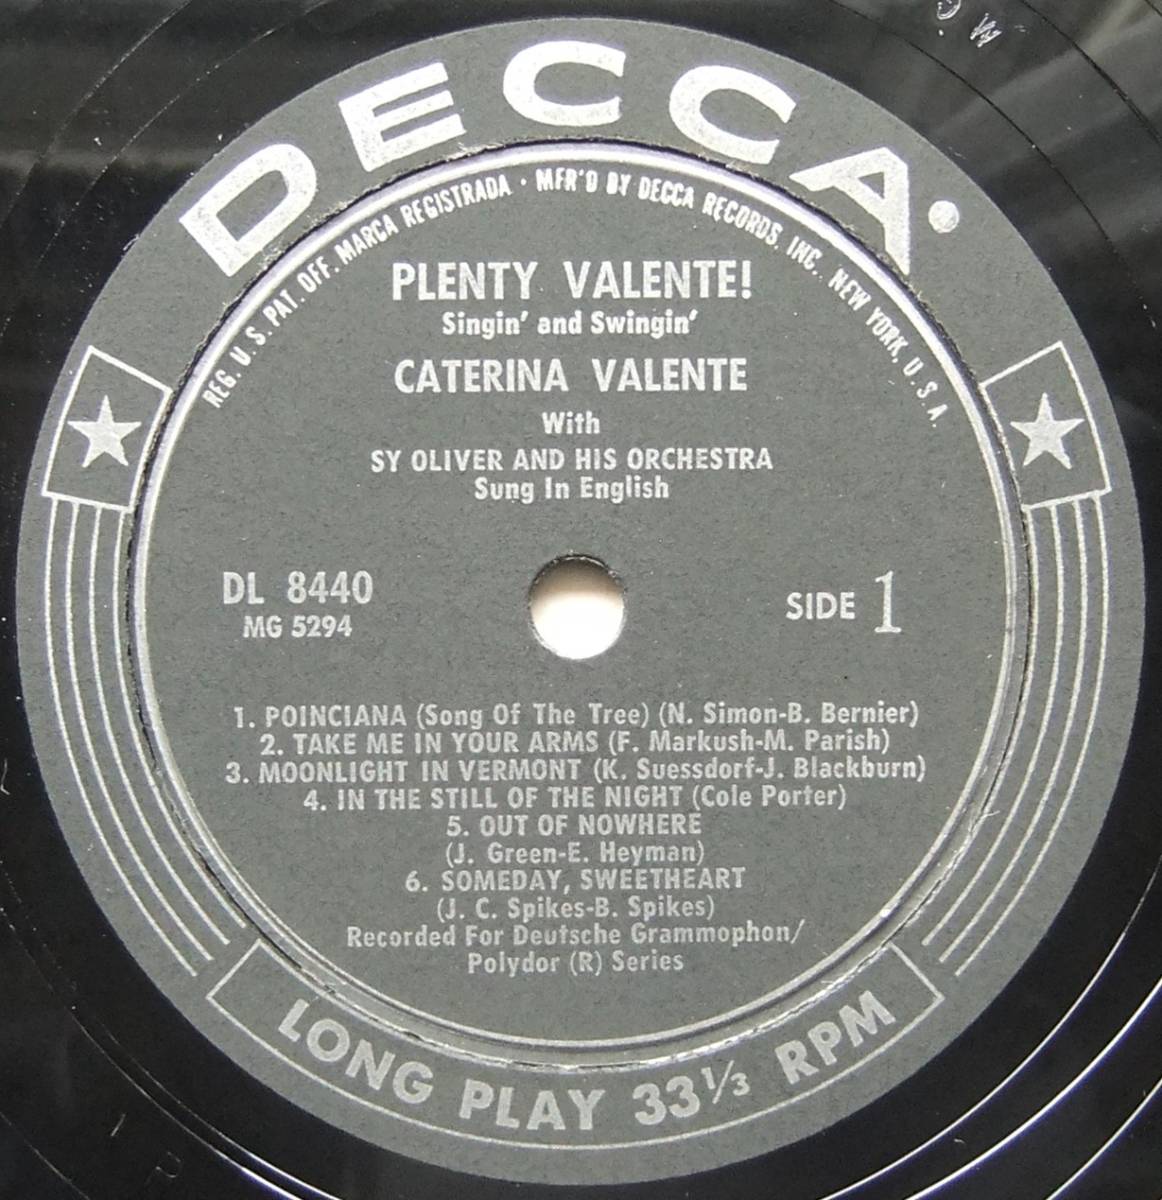 DECCA
REG. U.S. PAT. OFF. MARCA REGISTRADA · MFR'D BY DECCA RECORDS, INC., NEW YORK, U.S.A.
PLENTY VALENTE!
Singin' and Swingin'
CATERINA VALENTE
With
SY OLIVER AND HIS ORCHESTRA
Sung In English
DL 8440
MG 5294
SIDE 1
1. POINCIANA (Song Of The Tree) (N. Simon-B. Bernier)
2. TAKE ME IN YOUR ARMS (F. Markush-M. Parish)
3. MOONLIGHT IN VERMONT (K. Suessdorf-J. Blackburn)
4. IN THE STILL OF THE NIGHT (Cole Porter)
5. OUT OF NOWHERE
(J. Green-E. Heyman)
6. SOMEDAY, SWEETHEART
(J. C. Spikes-B. Spikes)
Recorded For Deutsche Grammophon/
Polydor (R) Series
LONG PLAY 33⅓ RPM